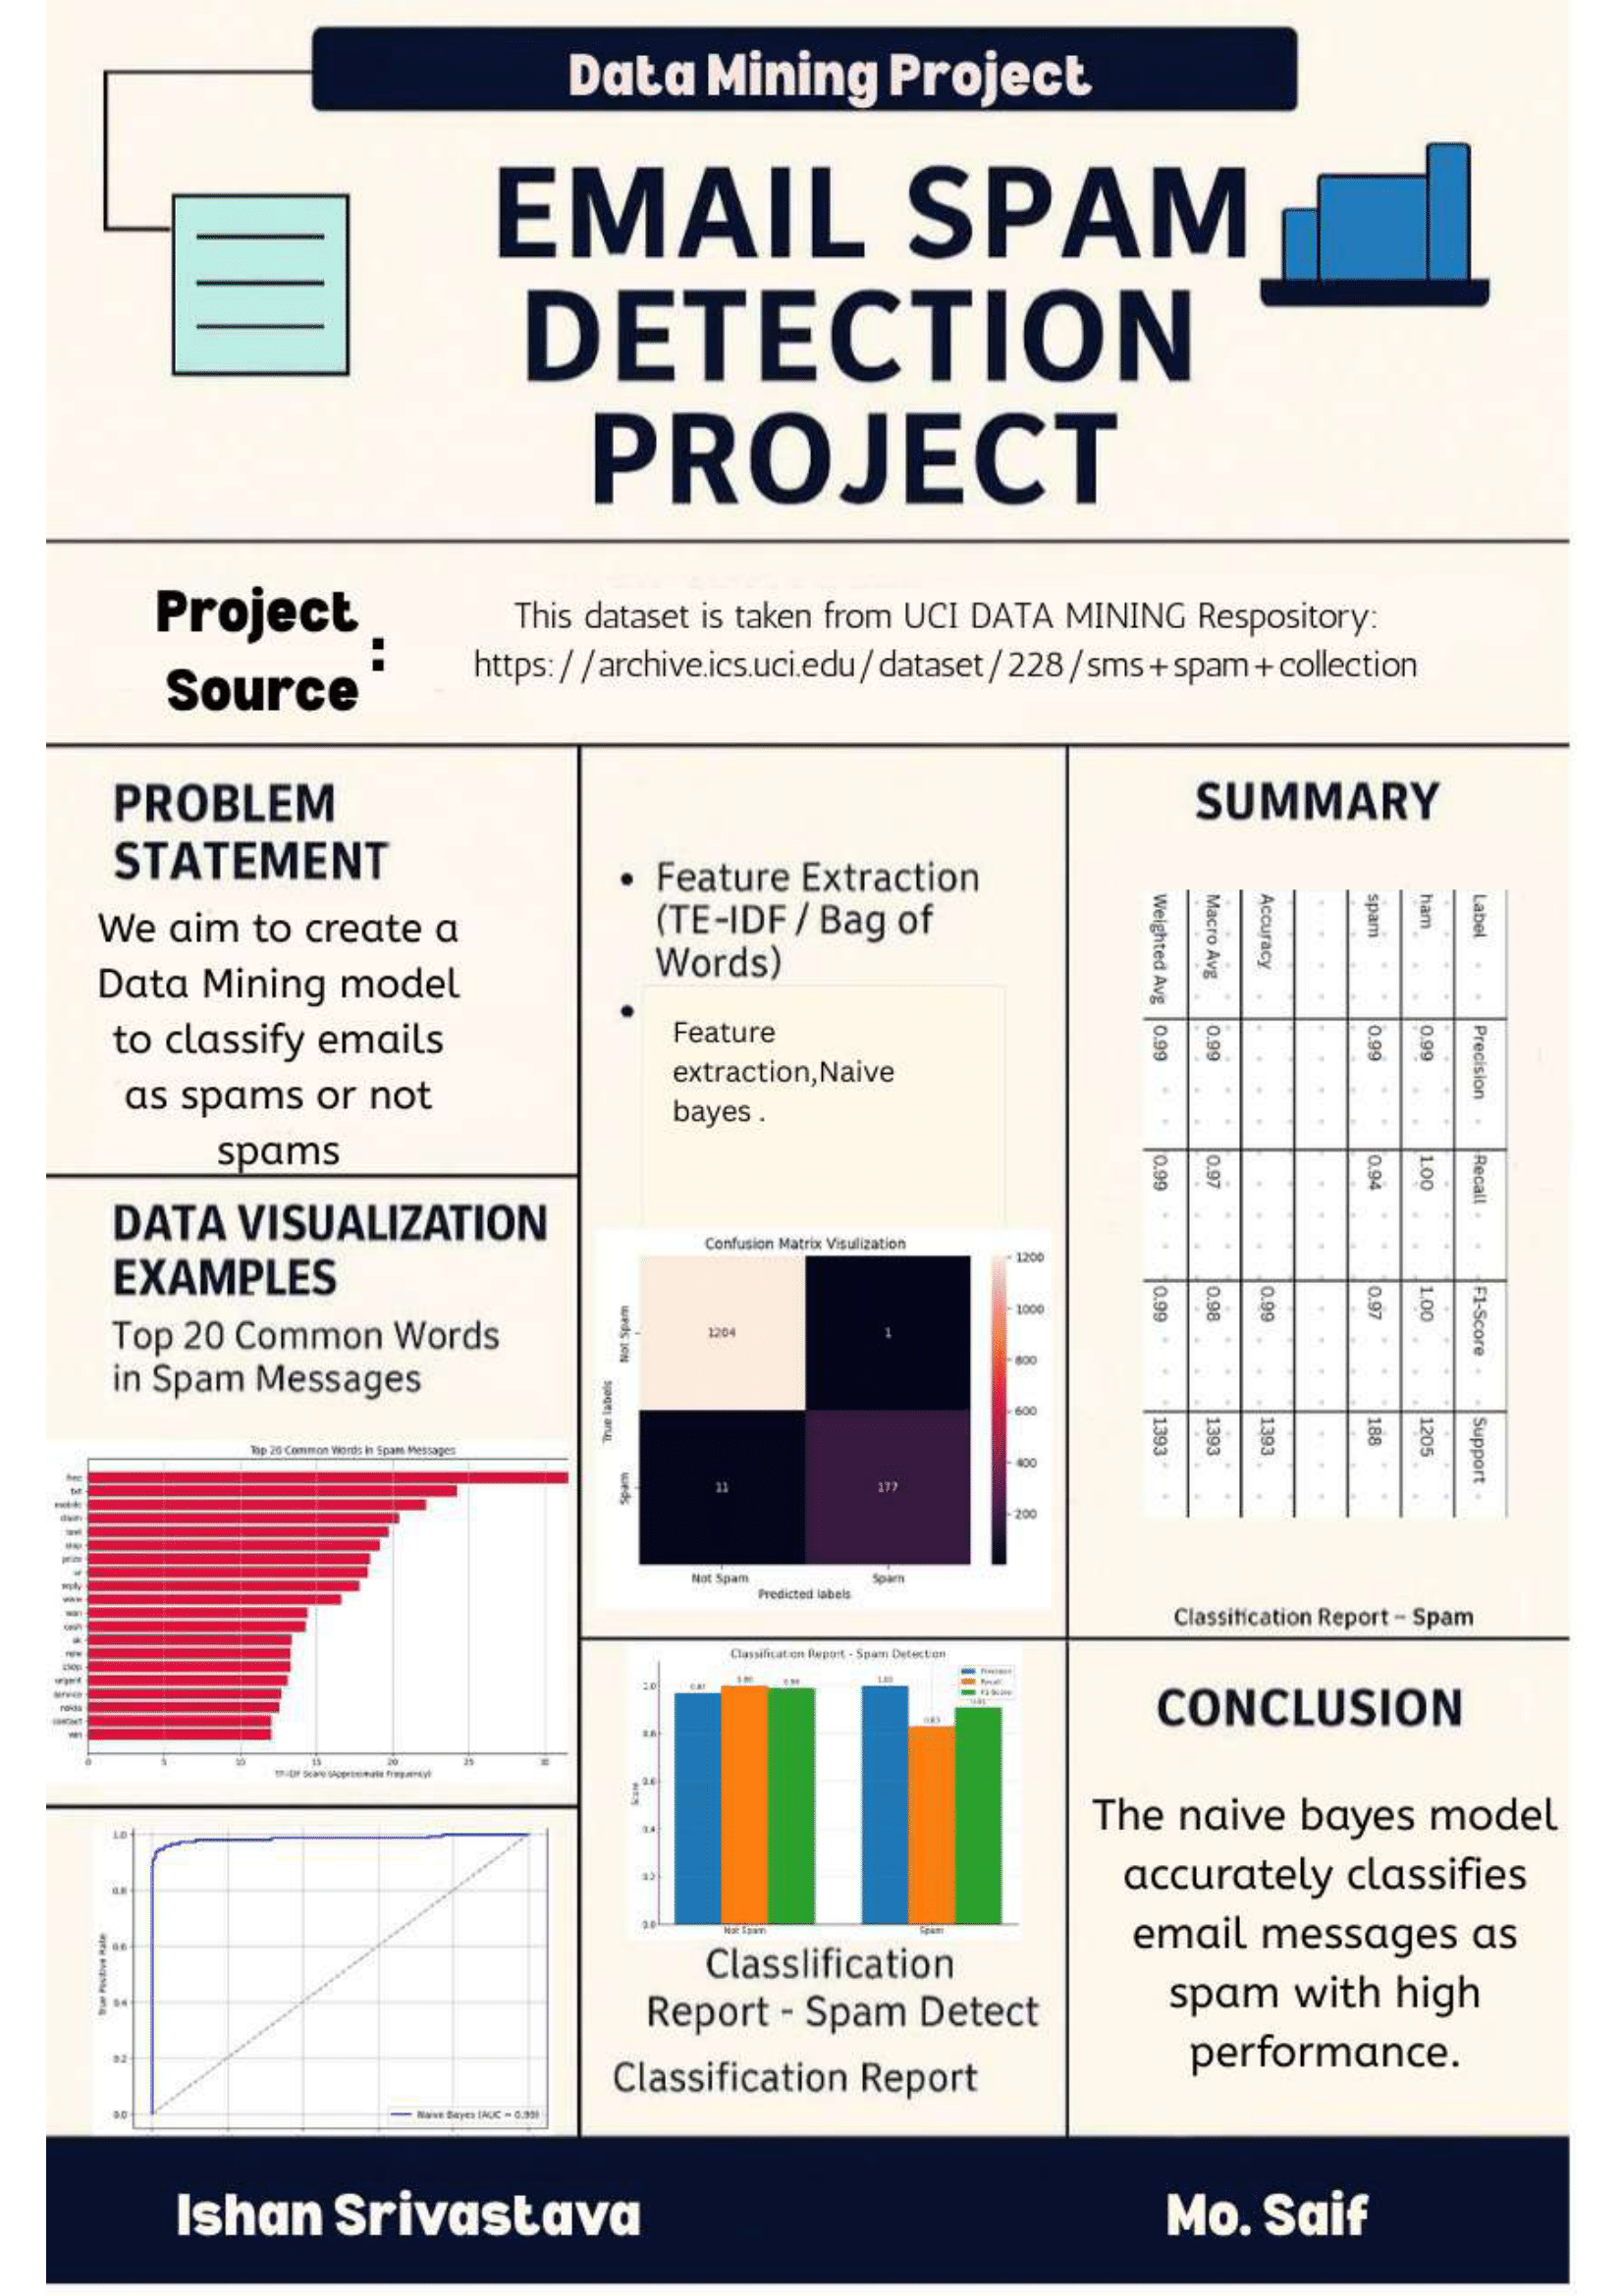 Data Mining Project
EMAIL SPAM
DETECTION
PROJECT
Project
Source :
This dataset is taken from UCI DATA MINING Respository:
https://archive.ics.uci.edu/dataset/228/sms+spam+collection
PROBLEM
STATEMENT
We aim to create a
Data Mining model
to classify emails
as spams or not
spams
DATA VISUALIZATION
EXAMPLES
Top 20 Common Words
in Spam Messages
Top 20 Common Words in Spam Messages
free
txt
mobile
claim
text
stop
prize
ur
reply
www
won
cash
uk
new
150p
urgent
service
nokia
contact
win
0 5 10 15 20 25 30
TF-IDF Score (Approximate Frequency)
1.0
0.8
0.6
0.4
0.2
0.0
True Positive Rate
Naive Bayes (AUC = 0.99)
• Feature Extraction
(TE-IDF / Bag of
Words)
•
Feature
extraction,Naive
bayes .
Confusion Matrix Visulization
True labels
Not Spam
Spam
1204 1
11 177
Not Spam Spam
Predicted labels
1200
1000
800
600
400
200
Classification Report - Spam Detection
Precision
Recall
F1-Score
Score
1.0
0.8
0.6
0.4
0.2
0.0
1.00
1.00
0.83
Not Spam Spam
Classlification
Report - Spam Detect
Classification Report
SUMMARY
Label Precision Recall F1-Score Support
ham 0.99 1.00 1.00 1205
spam 0.99 0.94 0.97 188
Accuracy 0.99 1393
Macro Avg 0.99 0.97 0.98 1393
Weighted Avg 0.99 0.99 0.99 1393
Classification Report – Spam
CONCLUSION
The naive bayes model
accurately classifies
email messages as
spam with high
performance.
Ishan Srivastava
Mo. Saif